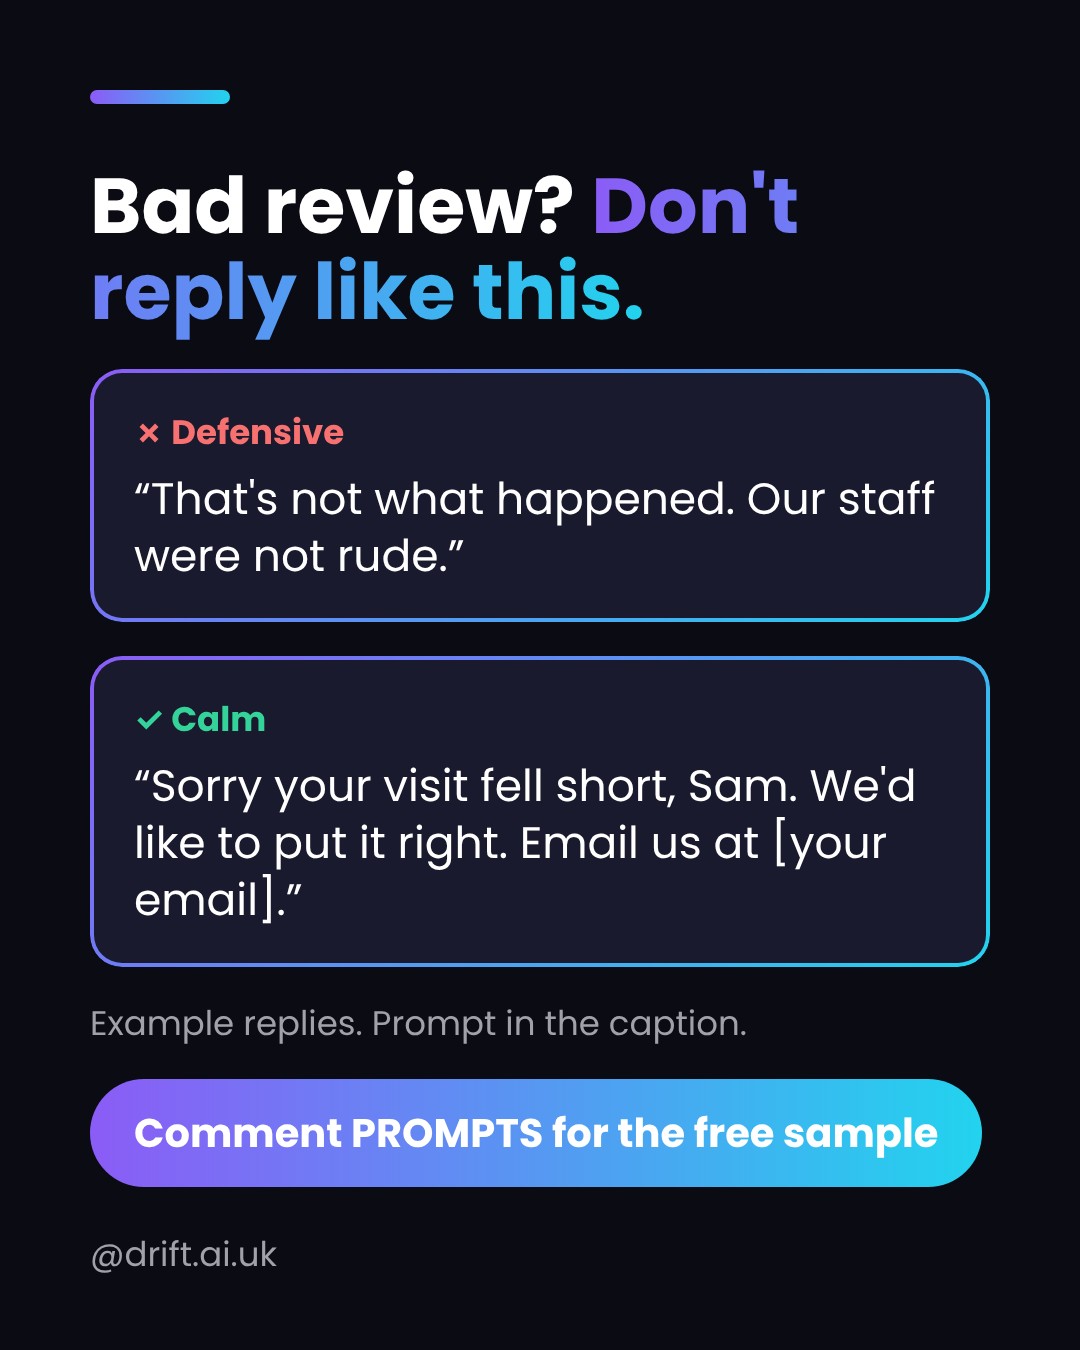 Bad review? Don't
reply like this.
× Defensive
“That's not what happened. Our staff
were not rude.”
✓ Calm
“Sorry your visit fell short, Sam. We'd
like to put it right. Email us at [your
email].”
Example replies. Prompt in the caption.
Comment PROMPTS for the free sample
@drift.ai.uk